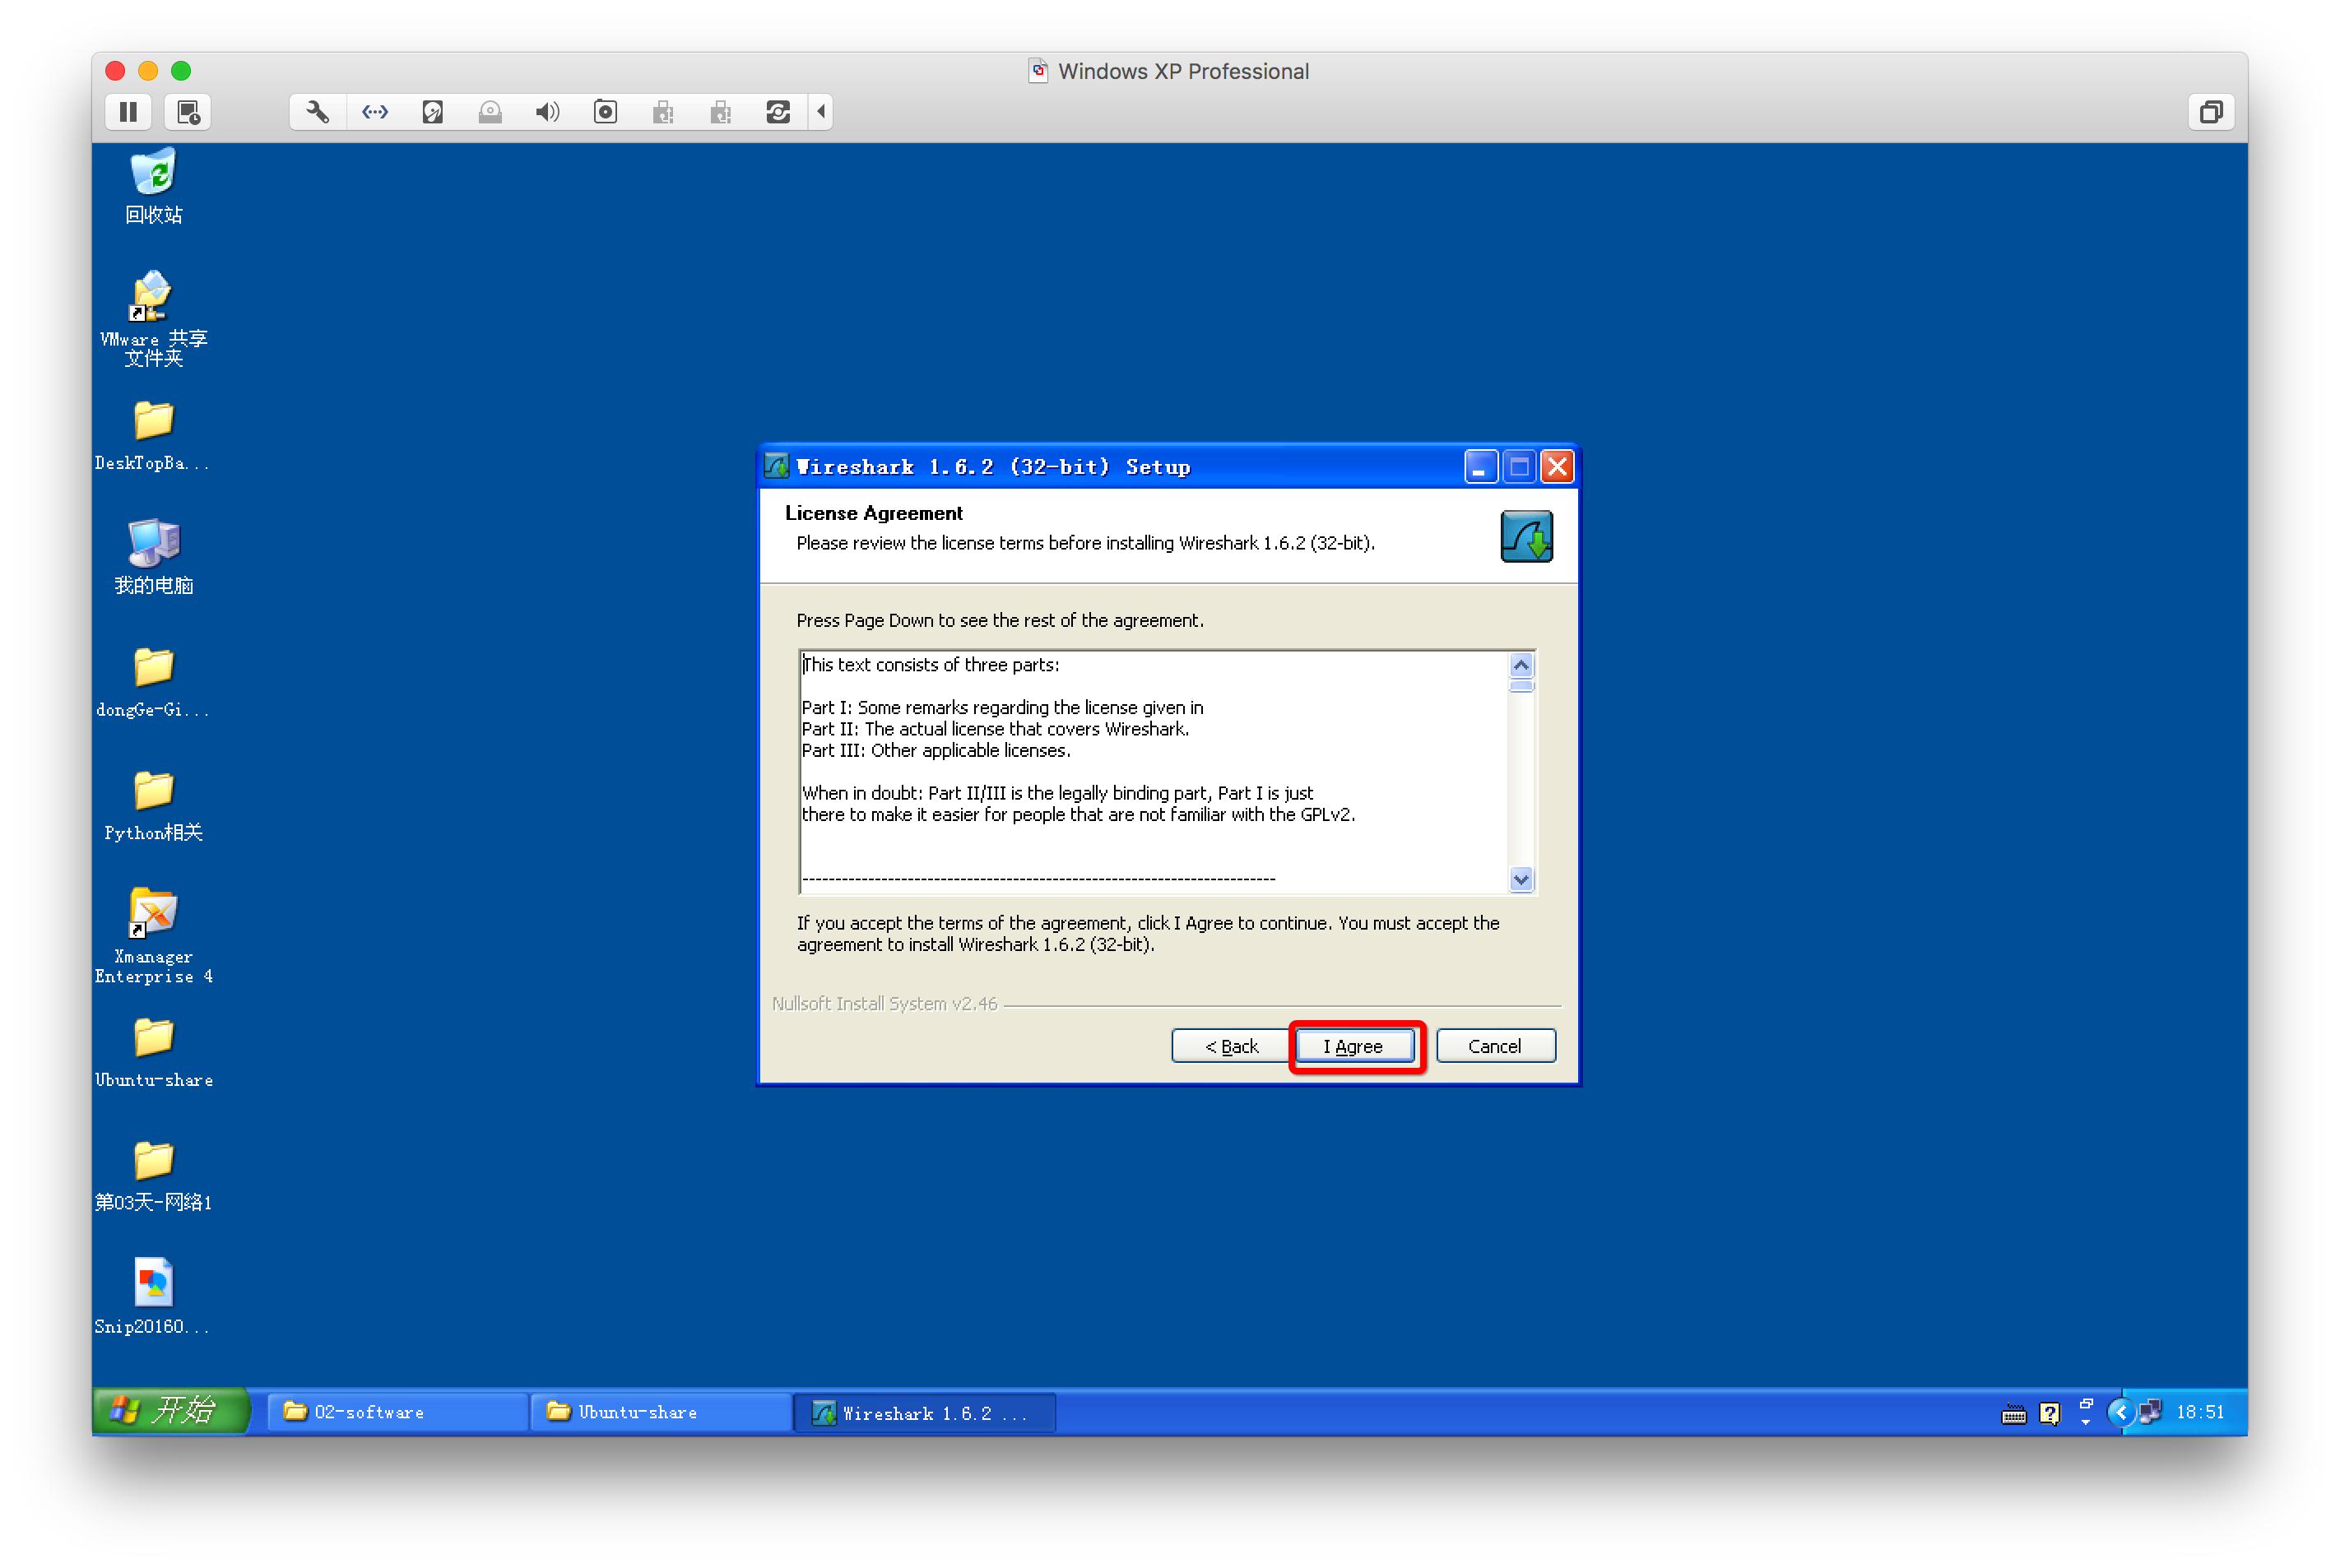 Windows XP Professional
回收站
VMware 共享
文件夹
DeskTopBa...
我的电脑
dongGe-Gi...
Python相关
Xmanager
Enterprise 4
Ubuntu-share
第03天-网络1
Snip20160...
Wireshark 1.6.2 (32-bit) Setup
License Agreement
Please review the license terms before installing Wireshark 1.6.2 (32-bit).
Press Page Down to see the rest of the agreement.
This text consists of three parts:
Part I: Some remarks regarding the license given in
Part II: The actual license that covers Wireshark.
Part III: Other applicable licenses.
When in doubt: Part II/III is the legally binding part, Part I is just
there to make it easier for people that are not familiar with the GPLv2.
------------------------------------------------------------------------
If you accept the terms of the agreement, click I Agree to continue. You must accept the
agreement to install Wireshark 1.6.2 (32-bit).
Nullsoft Install System v2.46
< Back
I Agree
Cancel
开始
02-software
Ubuntu-share
Wireshark 1.6.2 ...
18:51